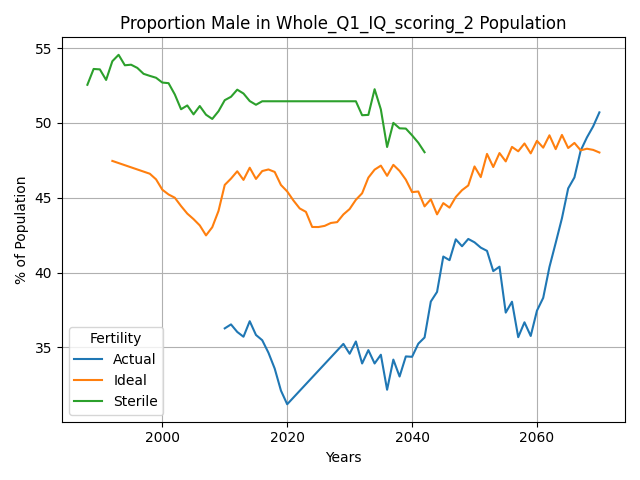 Proportion Male in Whole_Q1_IQ_scoring_2 Population
% of Population
55
50
45
40
35
Fertility
Actual
Ideal
Sterile
2000 2020 2040 2060
Years